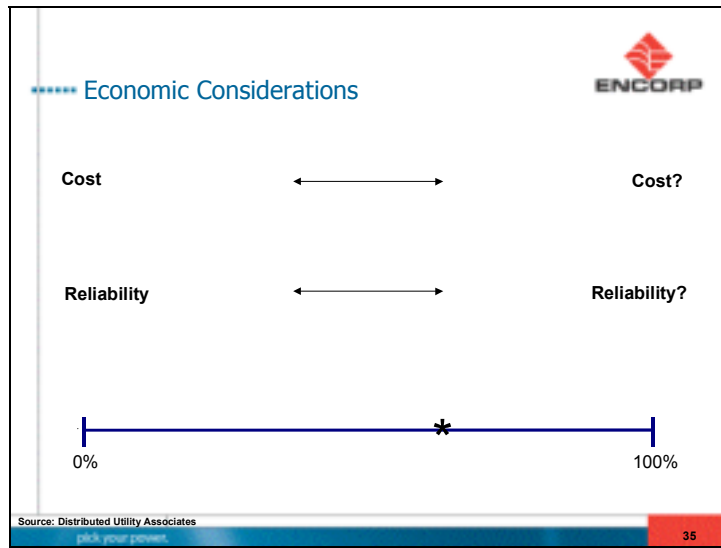 Economic Considerations
ENCORP
Cost Cost?
Reliability Reliability?
*
0% 100%
Source: Distributed Utility Associates
pick your power.
35